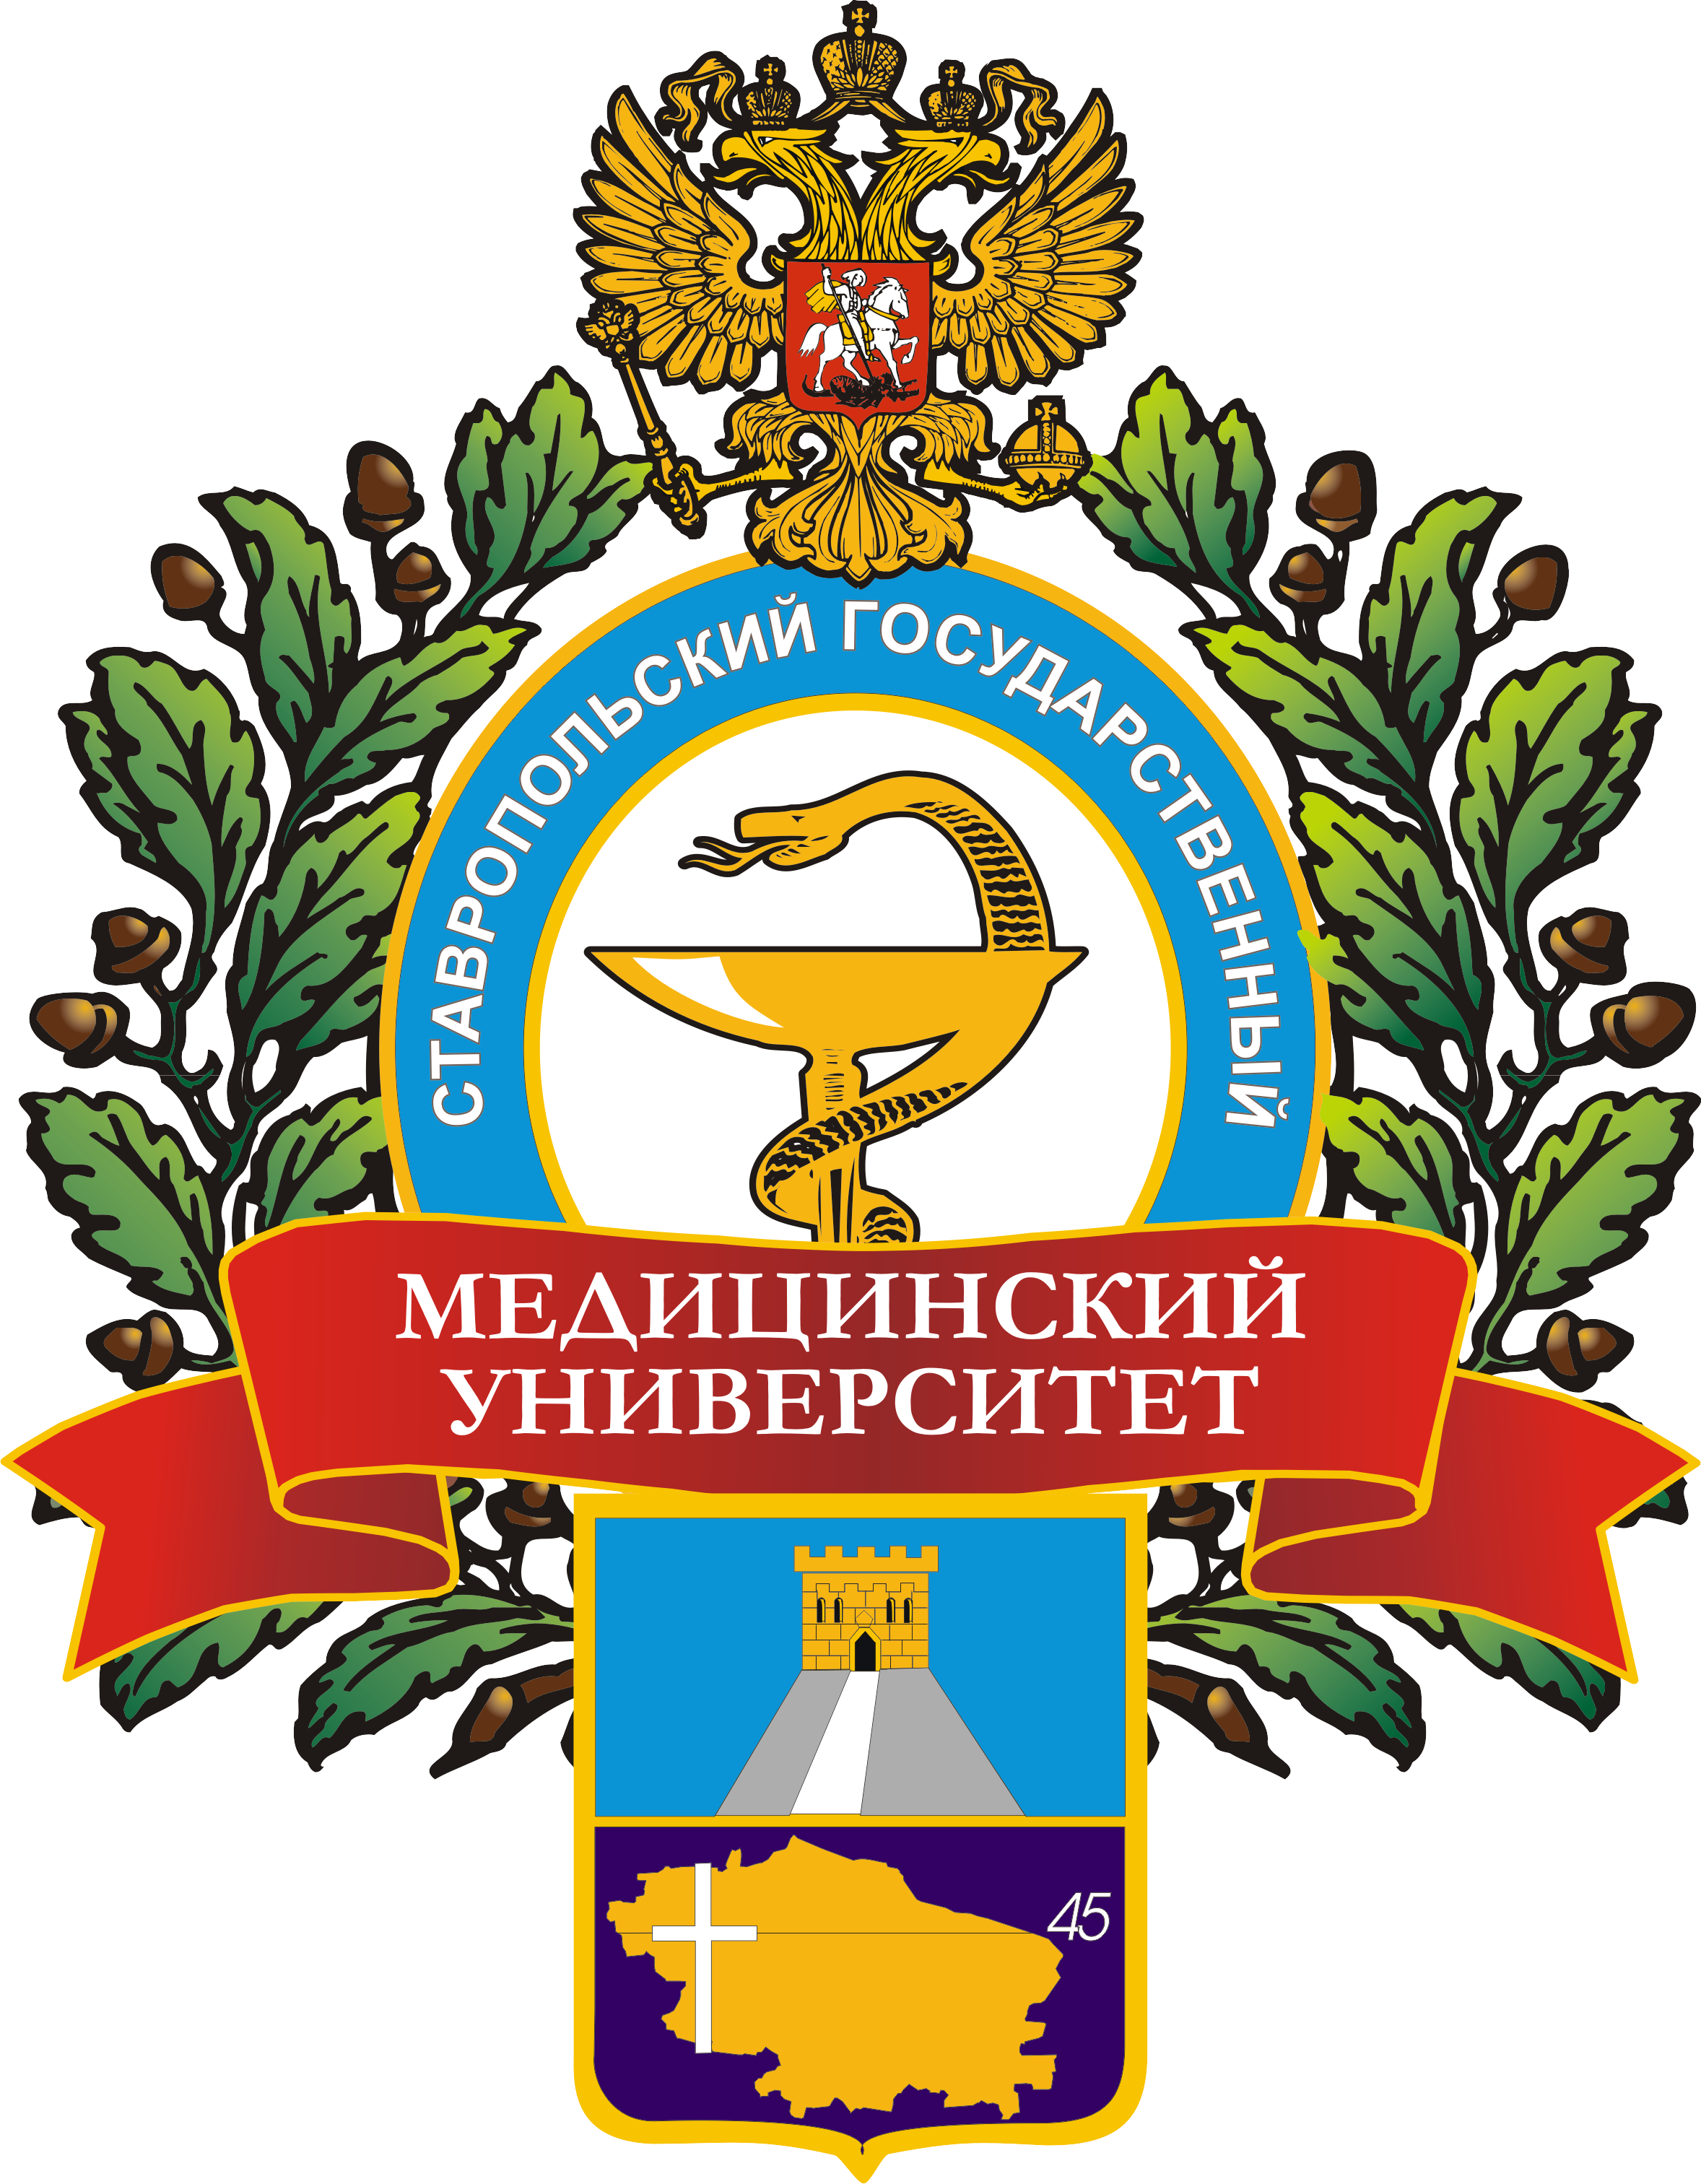 СТАВРОПОЛЬСКИЙ ГОСУДАРСТВЕННЫЙ
МЕДИЦИНСКИЙ
УНИВЕРСИТЕТ
45